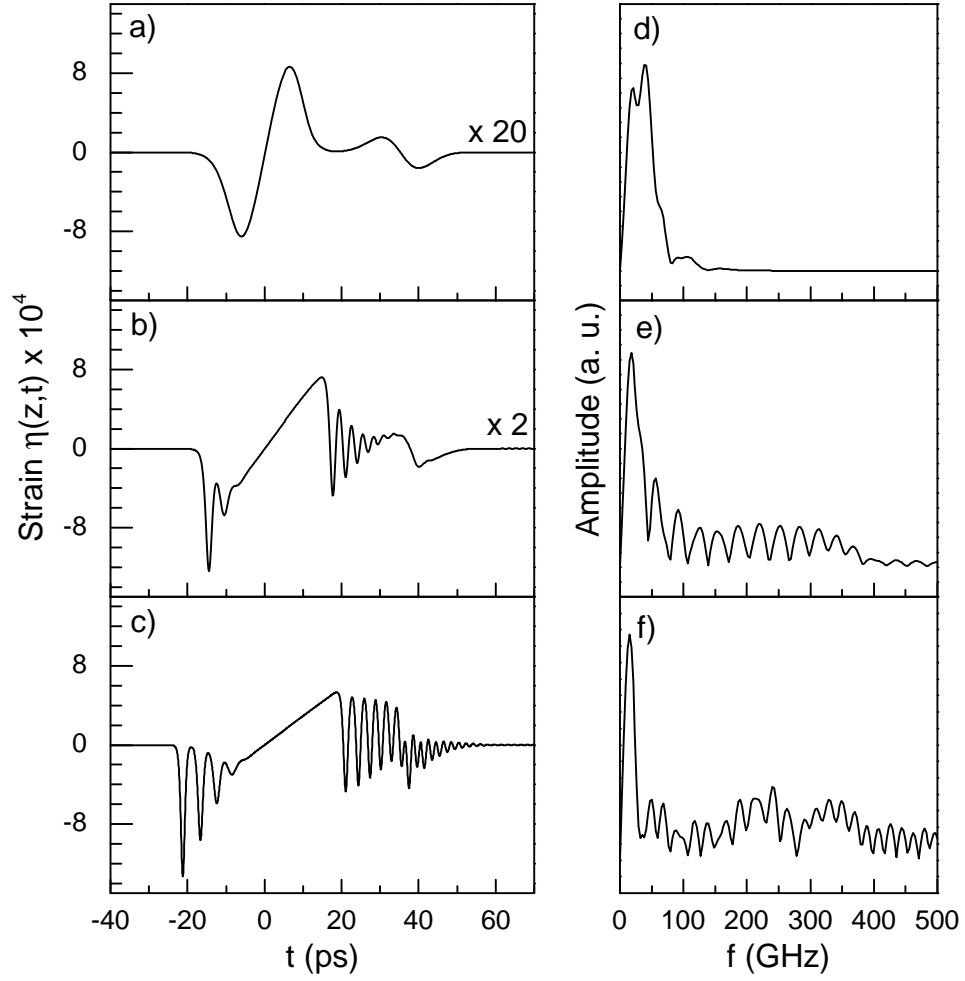 a)
8
0
-8
x 20
b)
8
0
-8
x 2
c)
8
0
-8
-40 -20 0 20 40 60
t (ps)
Strain η(z,t) x 10⁴
d)
e)
f)
0 100 200 300 400 500
f (GHz)
Amplitude (a. u.)